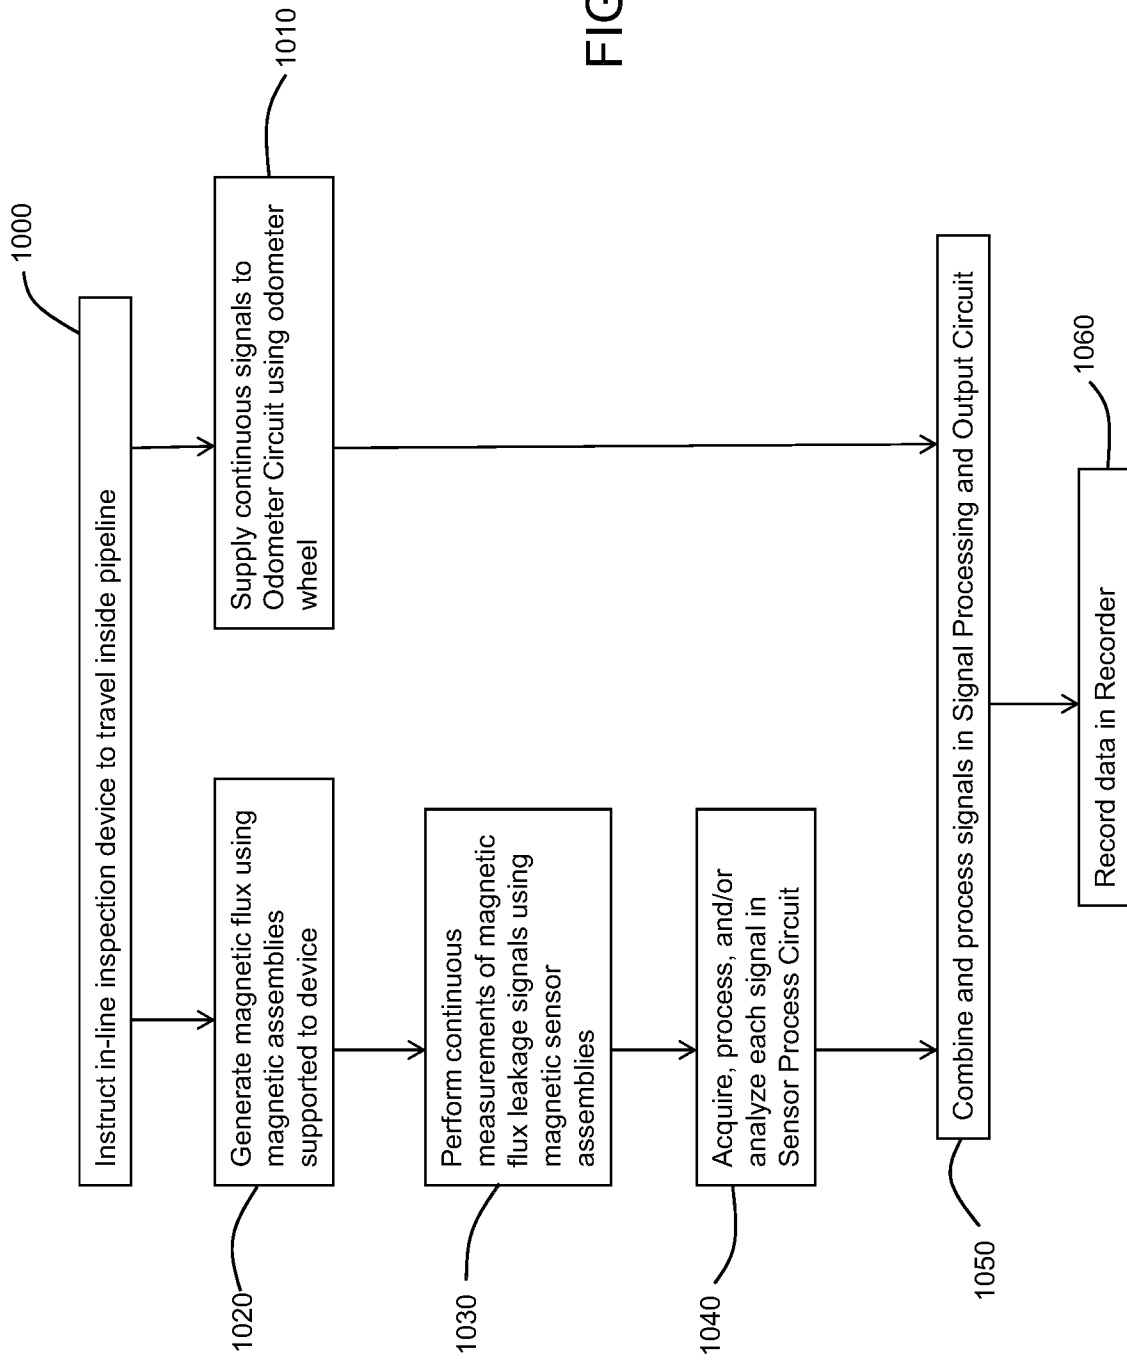 1000
Instruct in-line inspection device to travel inside pipeline
1010
Supply continuous signals to
Odometer Circuit using odometer
wheel
1020
Generate magnetic flux using
magnetic assemblies
supported to device
1030
Perform continuous
measurements of magnetic
flux leakage signals using
magnetic sensor
assemblies
1040
Acquire, process, and/or
analyze each signal in
Sensor Process Circuit
1050
Combine and process signals in Signal Processing and Output Circuit
1060
Record data in Recorder
FIG